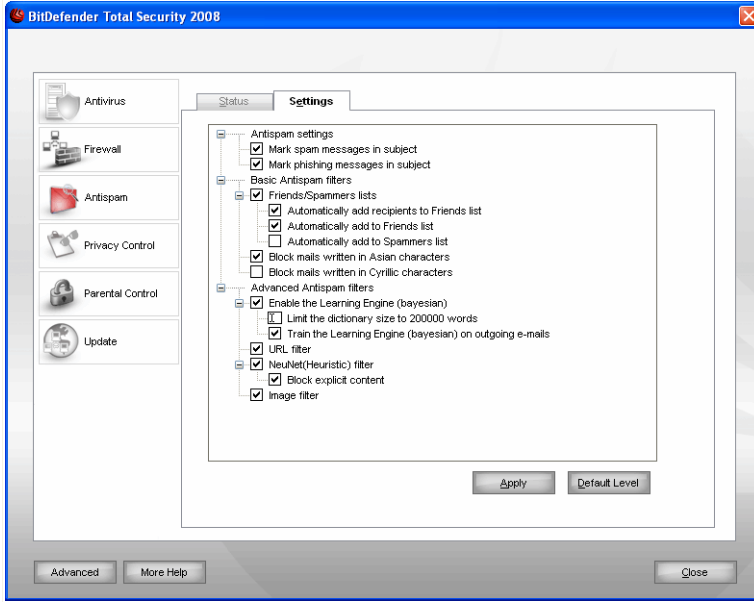 BitDefender Total Security 2008
Antivirus
Firewall
Antispam
Privacy Control
Parental Control
Update
Status
Settings
Antispam settings
Mark spam messages in subject
Mark phishing messages in subject
Basic Antispam filters
Friends/Spammers lists
Automatically add recipients to Friends list
Automatically add to Friends list
Automatically add to Spammers list
Block mails written in Asian characters
Block mails written in Cyrillic characters
Advanced Antispam filters
Enable the Learning Engine (bayesian)
Limit the dictionary size to 200000 words
Train the Learning Engine (bayesian) on outgoing e-mails
URL filter
NeuNet(Heuristic) filter
Block explicit content
Image filter
Apply
Default Level
Advanced
More Help
Close